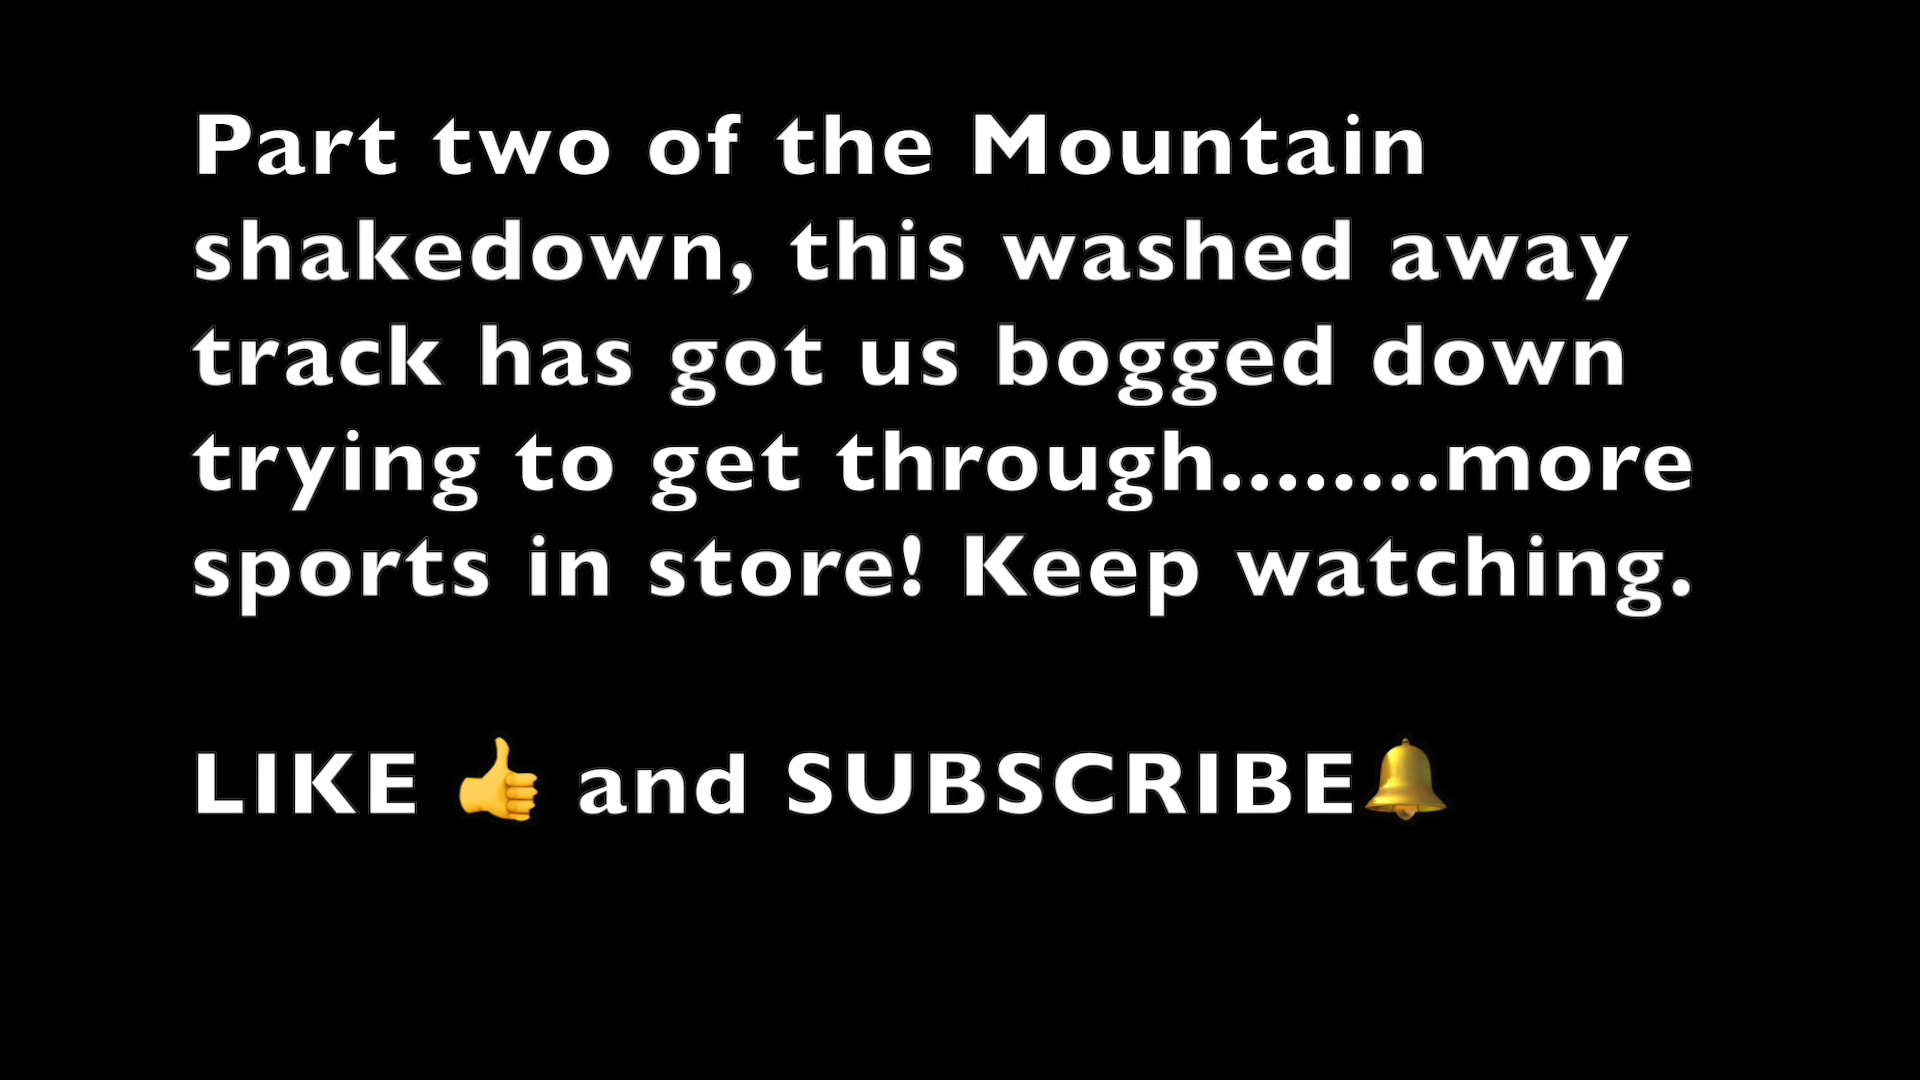 Part two of the Mountain
shakedown, this washed away
track has got us bogged down
trying to get through........more
sports in store! Keep watching.
LIKE 👍 and SUBSCRIBE🔔